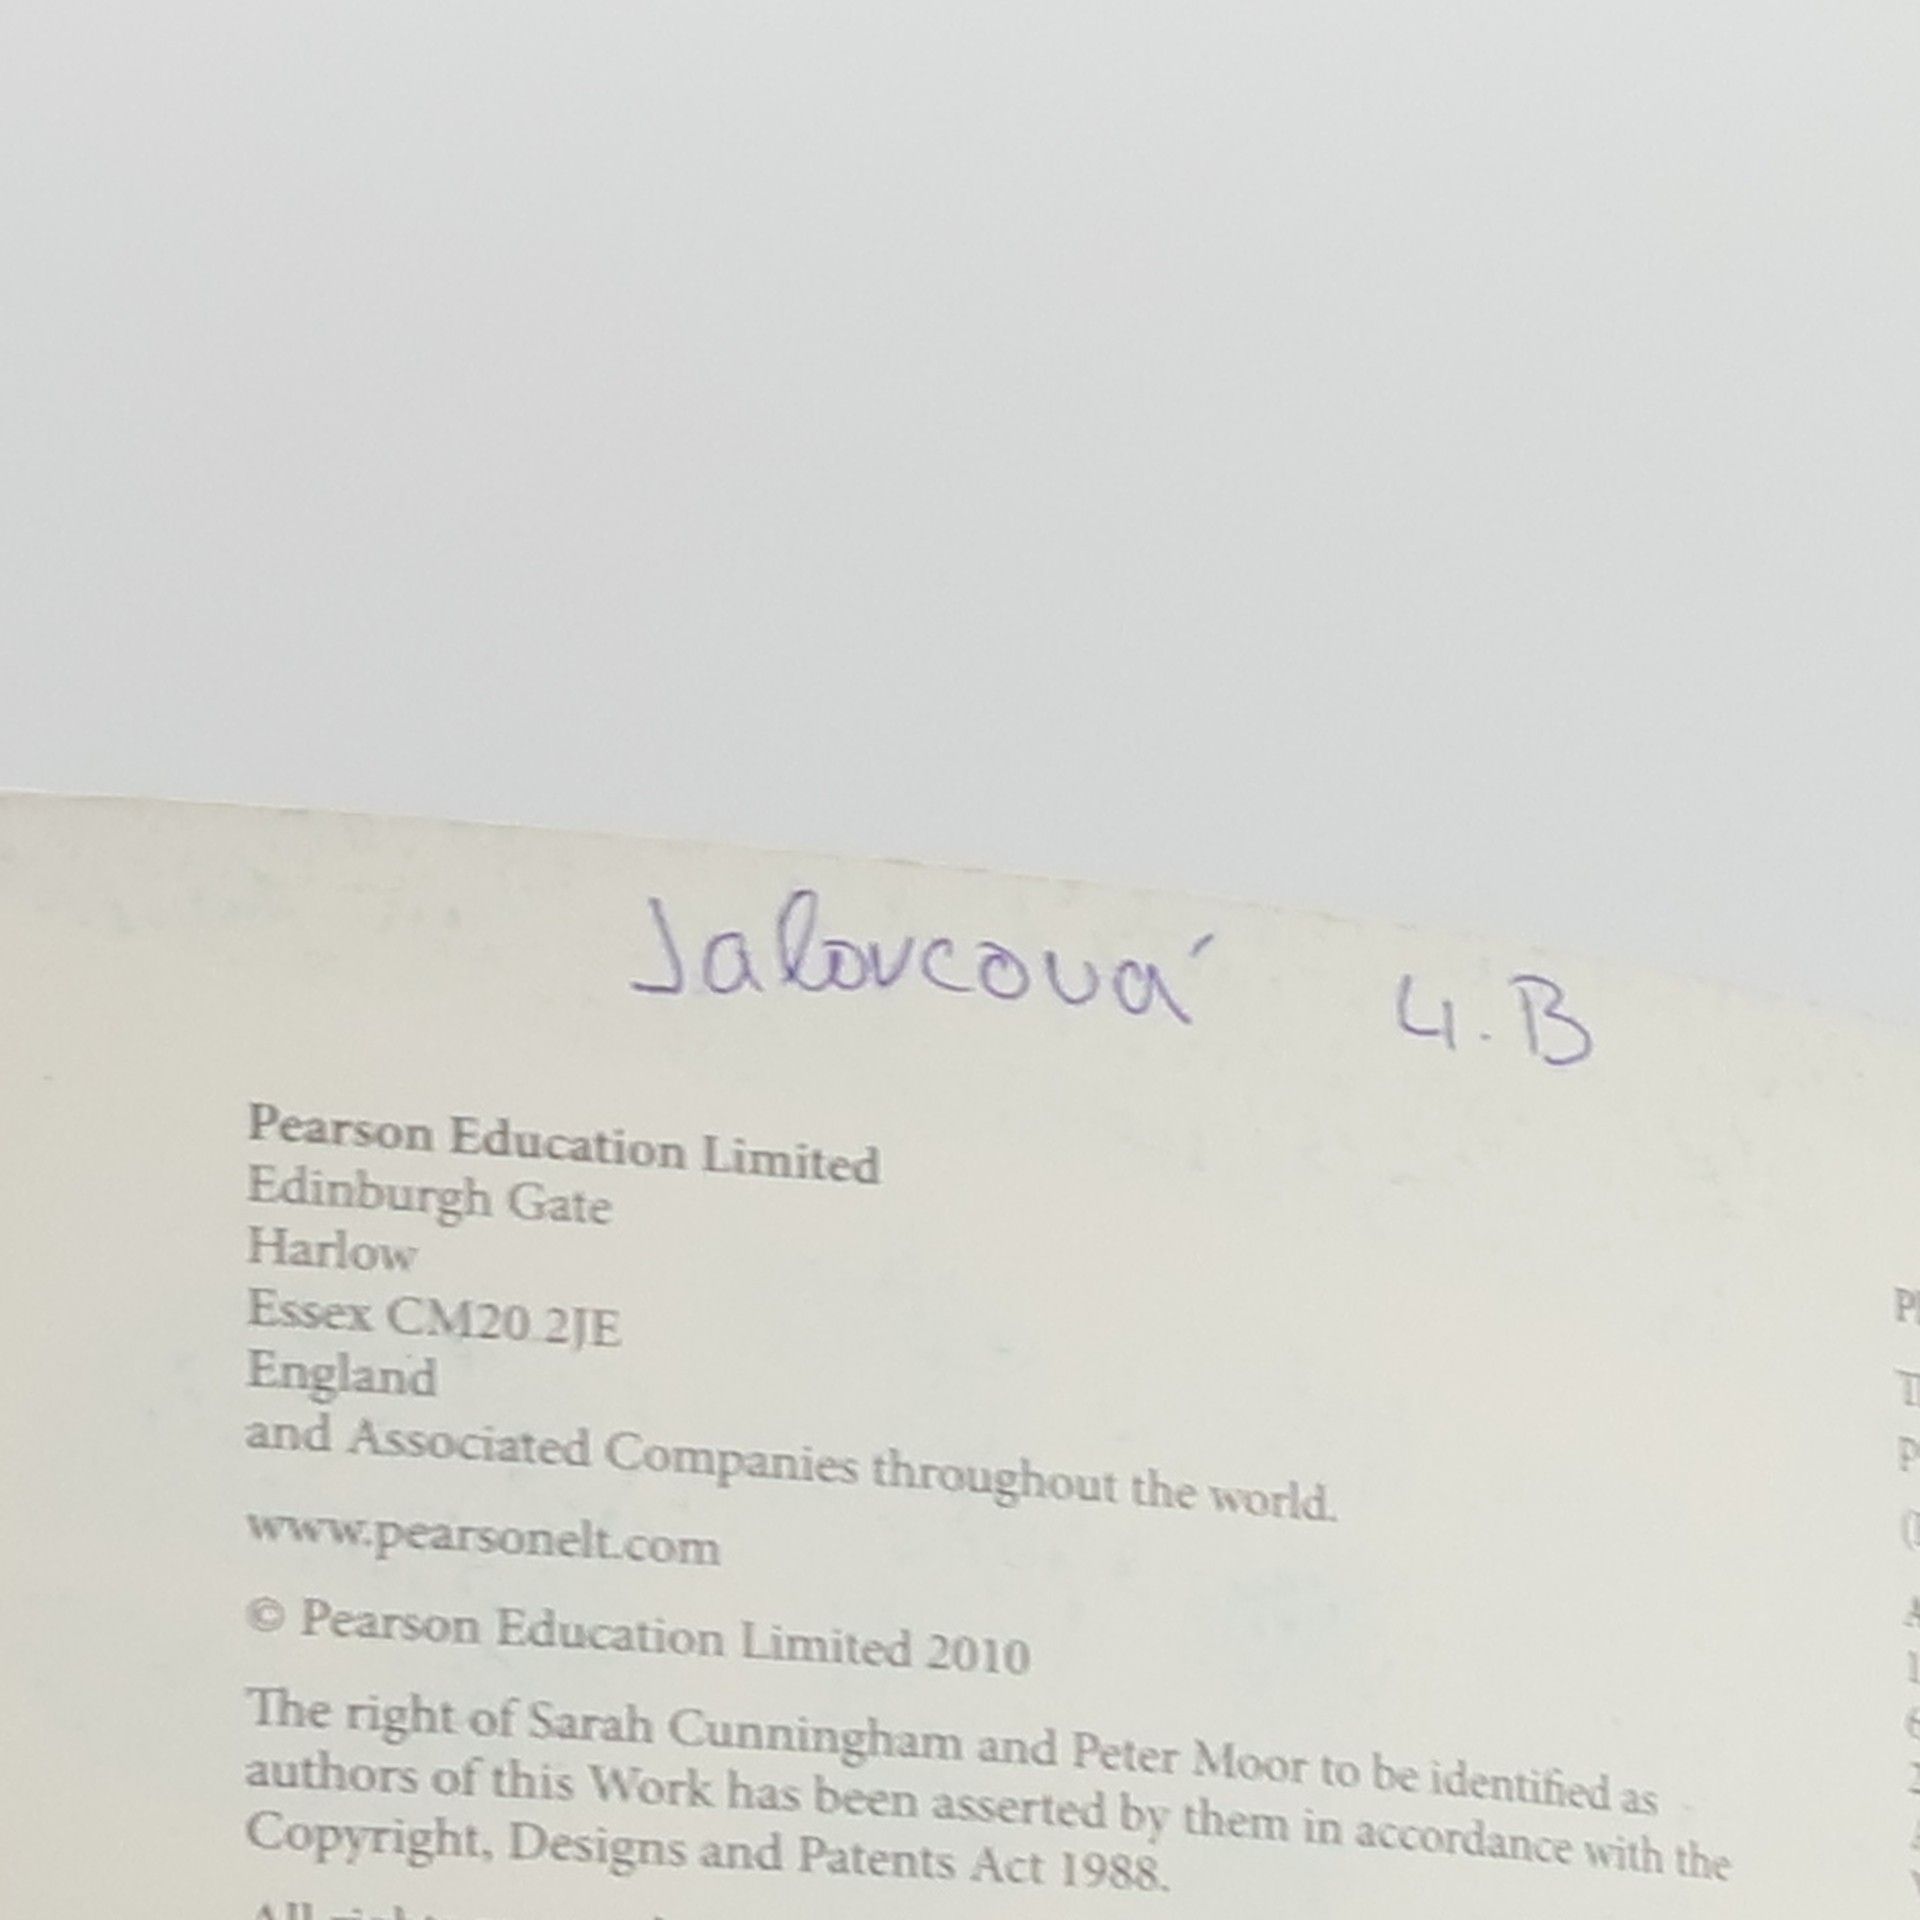 Jalovcová 4.B
Pearson Education Limited
Edinburgh Gate
Harlow
Essex CM20 2JE
England
and Associated Companies throughout the world.
www.pearsonelt.com
© Pearson Education Limited 2010
The right of Sarah Cunningham and Peter Moor to be identified as
authors of this Work has been asserted by them in accordance with the
Copyright, Designs and Patents Act 1988.